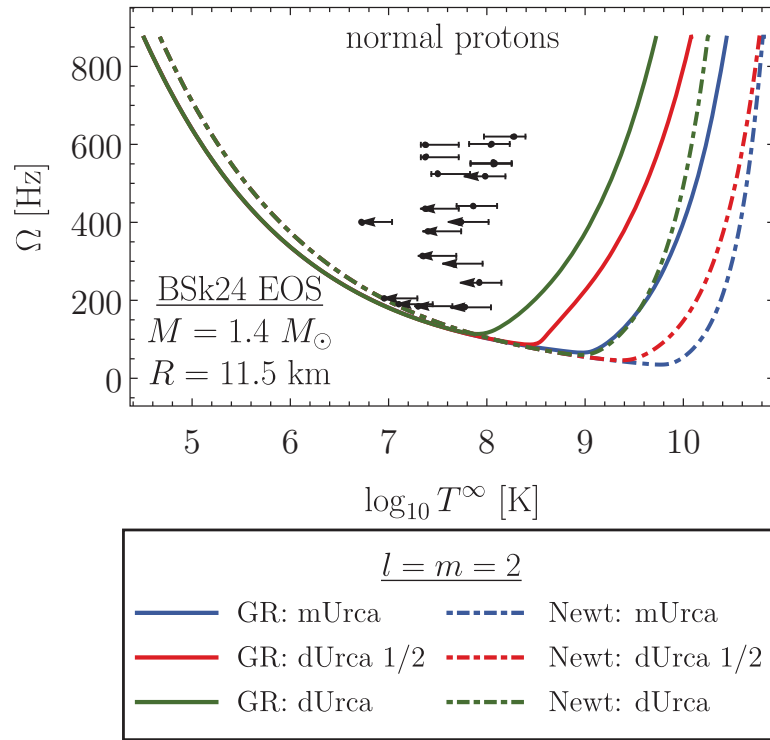 normal protons
800
600
400
200
0
Ω [Hz]
BSk24 EOS
M = 1.4 M⊙
R = 11.5 km
5 6 7 8 9 10
log₁₀ T^∞ [K]
l = m = 2
GR: mUrca Newt: mUrca
GR: dUrca 1/2 Newt: dUrca 1/2
GR: dUrca Newt: dUrca